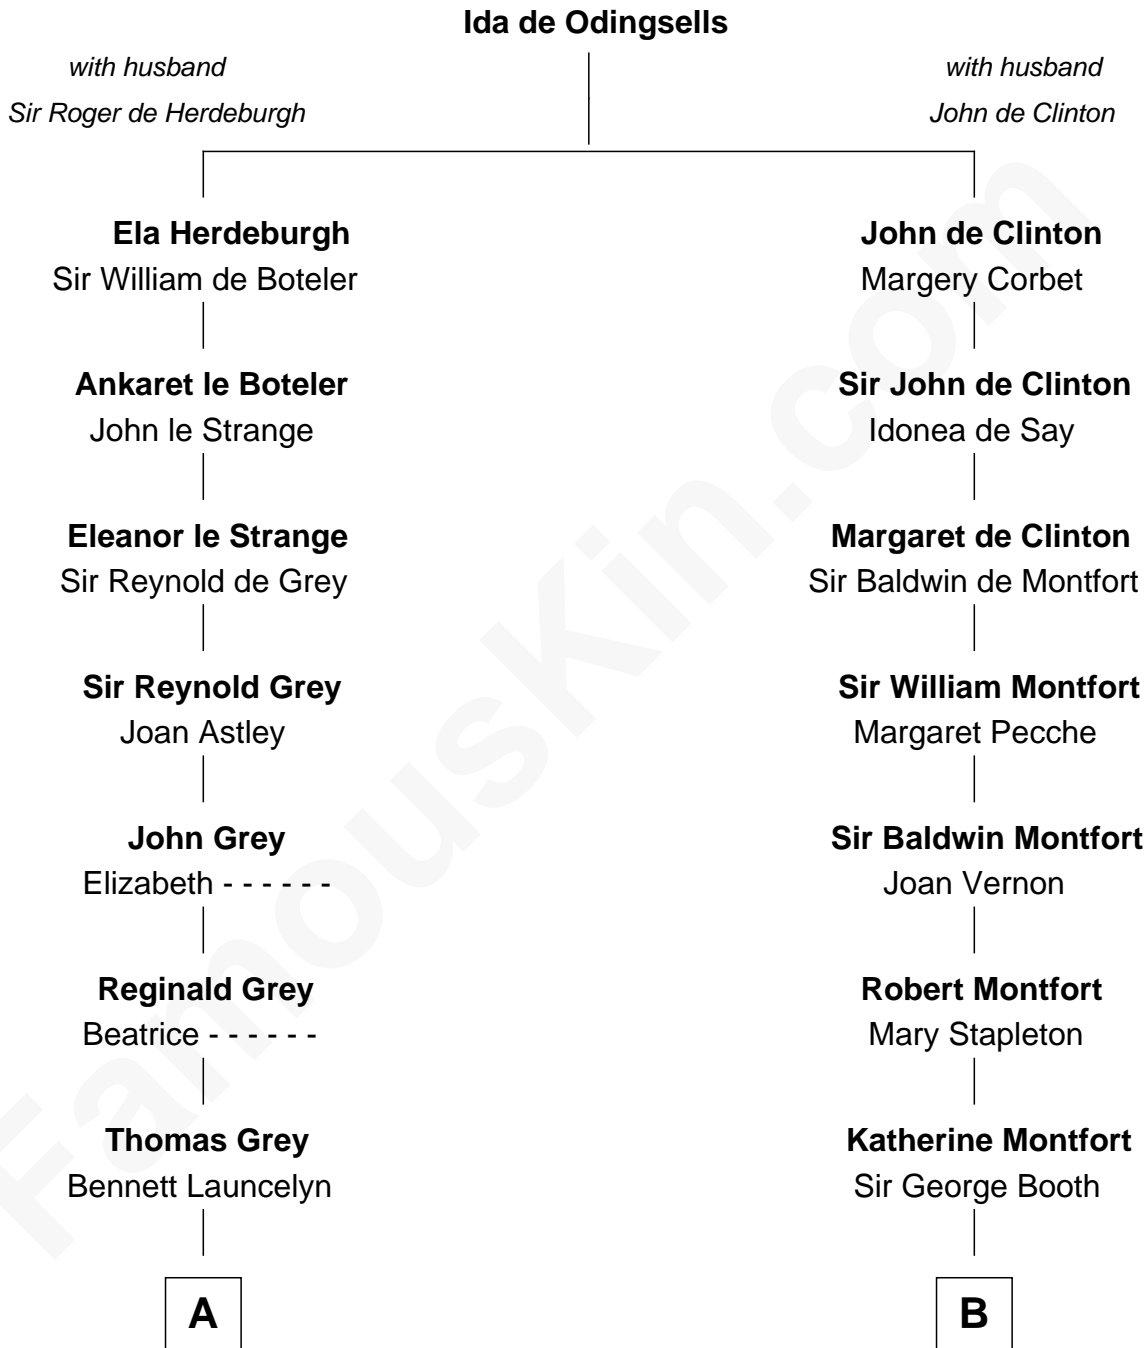 Ida de Odingsells
with husband
Sir Roger de Herdeburgh
with husband
John de Clinton
Ela Herdeburgh
Sir William de Boteler
Ankaret le Boteler
John le Strange
Eleanor le Strange
Sir Reynold de Grey
Sir Reynold Grey
Joan Astley
John Grey
Elizabeth - - - - - -
Reginald Grey
Beatrice - - - - - -
Thomas Grey
Bennett Launcelyn
A
John de Clinton
Margery Corbet
Sir John de Clinton
Idonea de Say
Margaret de Clinton
Sir Baldwin de Montfort
Sir William Montfort
Margaret Pecche
Sir Baldwin Montfort
Joan Vernon
Robert Montfort
Mary Stapleton
Katherine Montfort
Sir George Booth
B
FamousKin.com